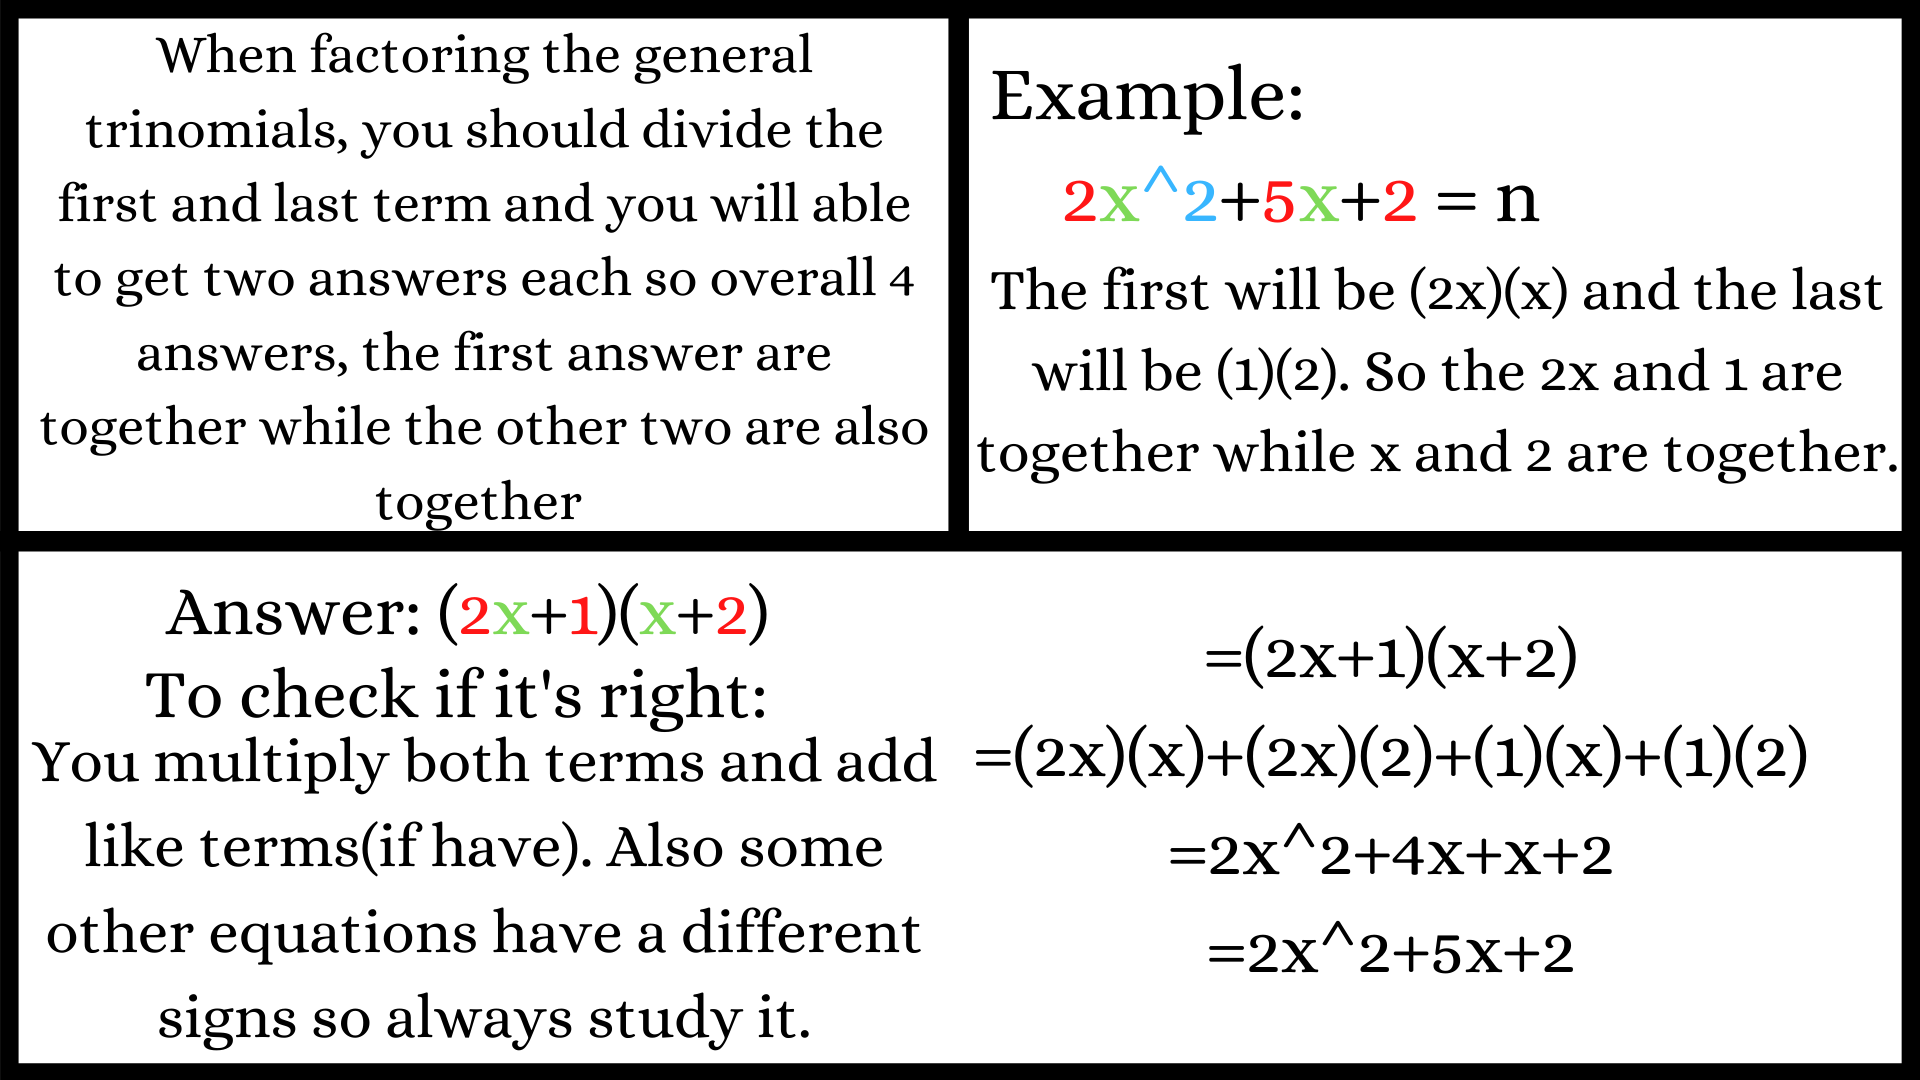 When factoring the general
trinomials, you should divide the
first and last term and you will able
to get two answers each so overall 4
answers, the first answer are
together while the other two are also
together
Example:
2x^2+5x+2 = n
The first will be (2x)(x) and the last
will be (1)(2). So the 2x and 1 are
together while x and 2 are together.
Answer: (2x+1)(x+2)
To check if it's right:
You multiply both terms and add
like terms(if have). Also some
other equations have a different
signs so always study it.
=(2x+1)(x+2)
=(2x)(x)+(2x)(2)+(1)(x)+(1)(2)
=2x^2+4x+x+2
=2x^2+5x+2